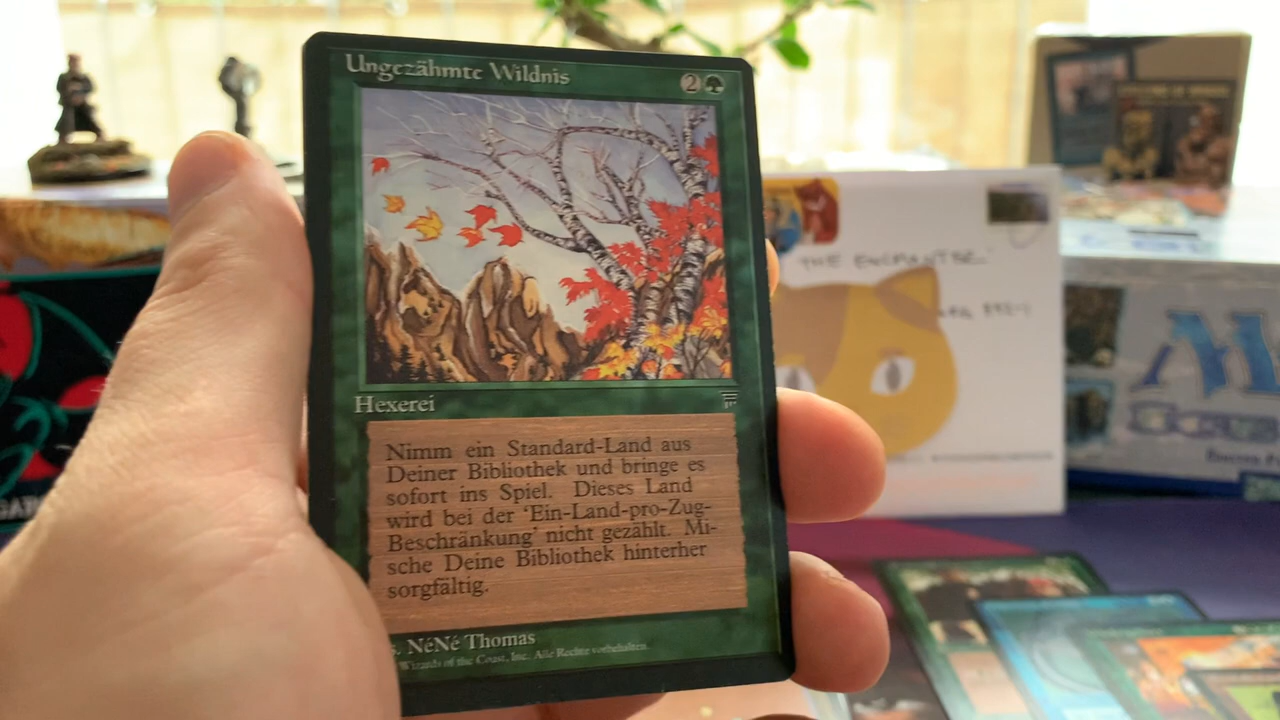 Ungezähmte Wildnis
2
Hexerei
Nimm ein Standard-Land aus
Deiner Bibliothek und bringe es
sofort ins Spiel. Dieses Land
wird bei der 'Ein-Land-pro-Zug-
Beschränkung' nicht gezählt. Mi-
sche Deine Bibliothek hinterher
sorgfältig.
NéNé Thomas
Wizards of the Coast, Inc. Alle Rechte vorbehalten.
"THE ENCHANTER"